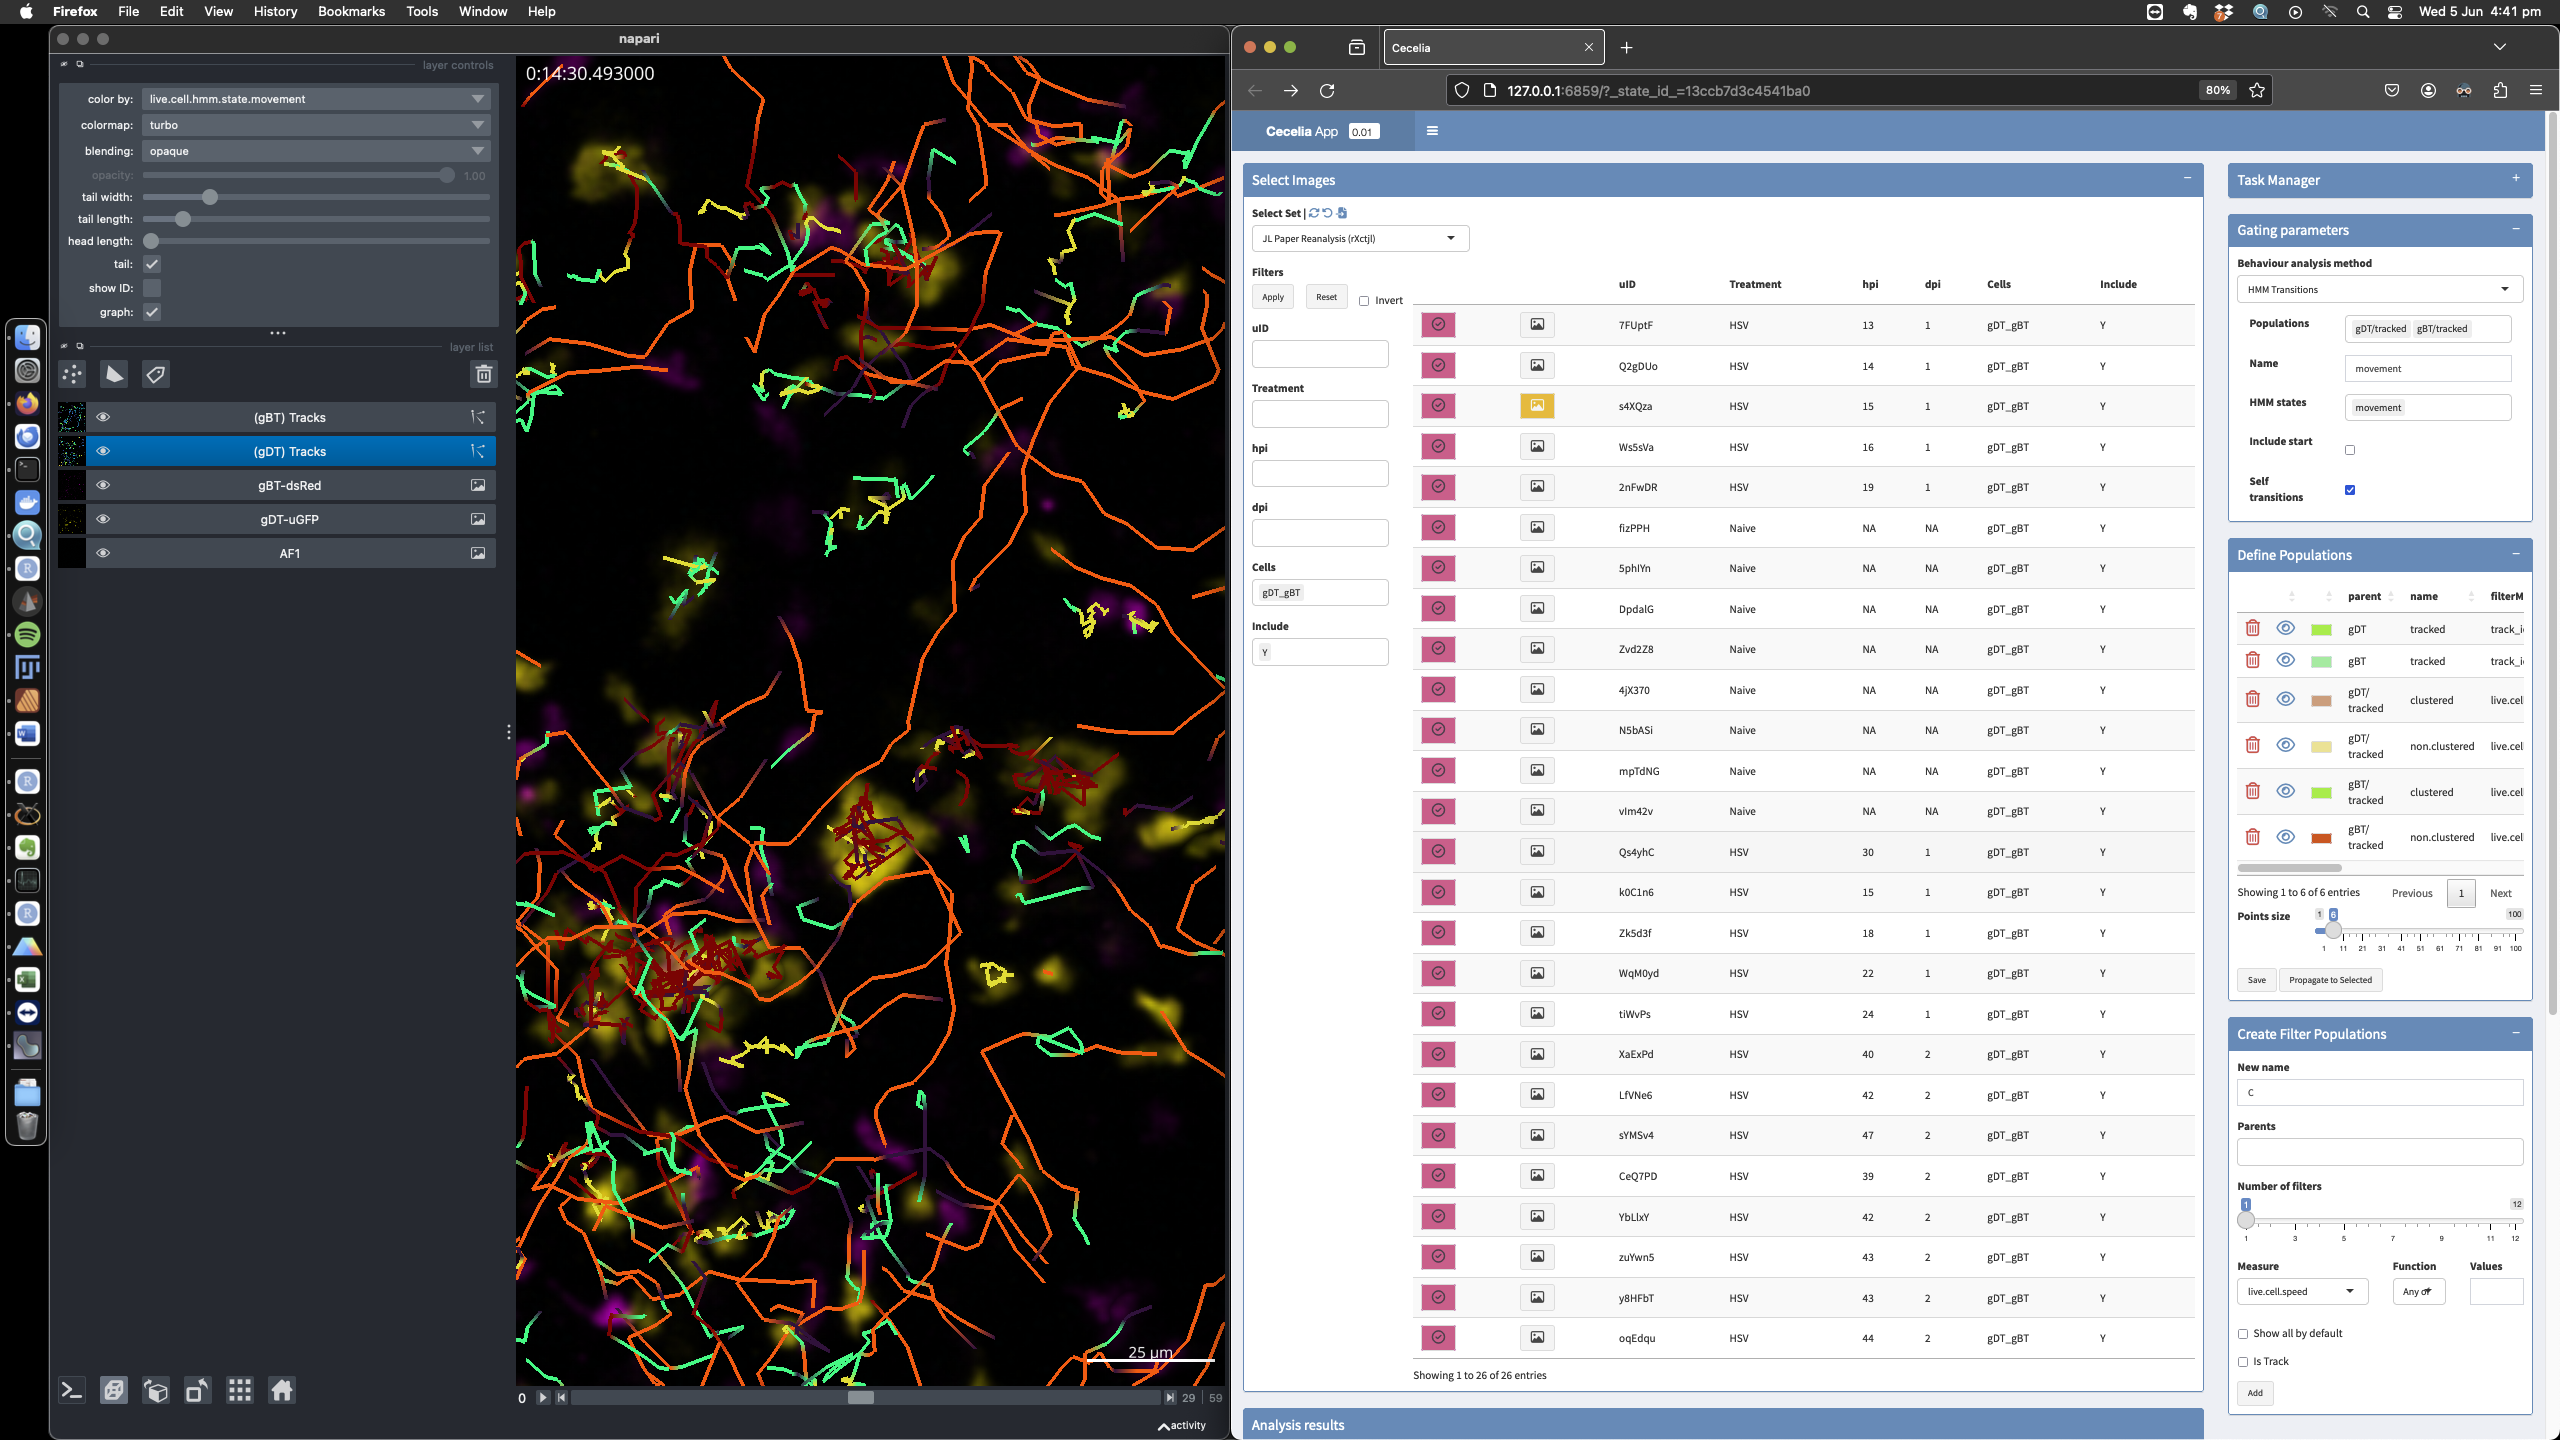 Firefox File Edit View History Bookmarks Tools Window Help
7
Wed 5 Jun 4:41 pm
napari
layer controls
color by: live.cell.hmm.state.movement
colormap: turbo
blending: opaque
opacity: 1.00
tail width:
tail length:
head length:
tail:
show ID:
graph:
layer list
(gBT) Tracks
(gDT) Tracks
gBT-dsRed
gDT-uGFP
AF1
0:14:30.493000
25 µm
0 29 59
activity
Cecelia
127.0.0.1:6859/?_state_id_=13ccb7d3c4541ba0
80%
Cecelia App 0.01
Select Images
Select Set |
JL Paper Reanalysis (rXctjl)
Filters
Apply Reset Invert
uID
Treatment
hpi
dpi
Cells
gDT_gBT
Include
Y
uID Treatment hpi dpi Cells Include
7FUptF HSV 13 1 gDT_gBT Y
Q2gDUo HSV 14 1 gDT_gBT Y
s4XQza HSV 15 1 gDT_gBT Y
Ws5sVa HSV 16 1 gDT_gBT Y
2nFwDR HSV 19 1 gDT_gBT Y
fizPPH Naive NA NA gDT_gBT Y
5phIYn Naive NA NA gDT_gBT Y
DpdalG Naive NA NA gDT_gBT Y
Zvd2Z8 Naive NA NA gDT_gBT Y
4jX370 Naive NA NA gDT_gBT Y
N5bASi Naive NA NA gDT_gBT Y
mpTdNG Naive NA NA gDT_gBT Y
vIm42v Naive NA NA gDT_gBT Y
Qs4yhC HSV 30 1 gDT_gBT Y
k0C1n6 HSV 15 1 gDT_gBT Y
Zk5d3f HSV 18 1 gDT_gBT Y
WqM0yd HSV 22 1 gDT_gBT Y
tiWvPs HSV 24 1 gDT_gBT Y
XaExPd HSV 40 2 gDT_gBT Y
LfVNe6 HSV 42 2 gDT_gBT Y
sYMSv4 HSV 47 2 gDT_gBT Y
CeQ7PD HSV 39 2 gDT_gBT Y
YbLlxY HSV 42 2 gDT_gBT Y
zuYwn5 HSV 43 2 gDT_gBT Y
y8HFbT HSV 43 2 gDT_gBT Y
oqEdqu HSV 44 2 gDT_gBT Y
Showing 1 to 26 of 26 entries
Analysis results
Task Manager
Gating parameters
Behaviour analysis method
HMM Transitions
Populations gDT/tracked gBT/tracked
Name movement
HMM states movement
Include start
Self
transitions
Define Populations
parent name filterM
gDT tracked track_i
gBT tracked track_i
gDT/
tracked clustered live.cel
gDT/
tracked non.clustered live.cel
gBT/
tracked clustered live.cel
gBT/
tracked non.clustered live.cel
Showing 1 to 6 of 6 entries Previous 1 Next
Points size 1 6 100
1 11 21 31 41 51 61 71 81 91 100
Save Propagate to Selected
Create Filter Populations
New name
C
Parents
Number of filters
1 12
1 3 5 7 9 11 12
Measure Function Values
live.cell.speed Any of
Show all by default
Is Track
Add